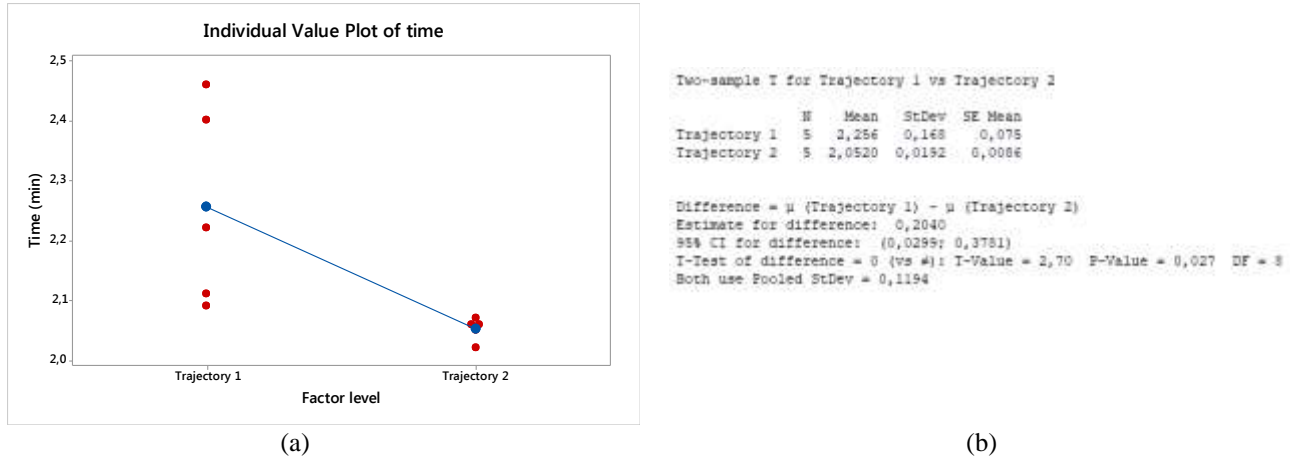 Individual Value Plot of time
2,5
2,4
2,3
2,2
2,1
2,0
Time (min)
Trajectory 1
Trajectory 2
Factor level
(a)
Two-sample T for Trajectory 1 vs Trajectory 2
N Mean StDev SE Mean
Trajectory 1 5 2,256 0,168 0,075
Trajectory 2 5 2,0520 0,0192 0,0086
Difference = μ (Trajectory 1) - μ (Trajectory 2)
Estimate for difference: 0,2040
95% CI for difference: (0,0299; 0,3781)
T-Test of difference = 0 (vs ≠): T-Value = 2,70 P-Value = 0,027 DF = 8
Both use Pooled StDev = 0,1194
(b)